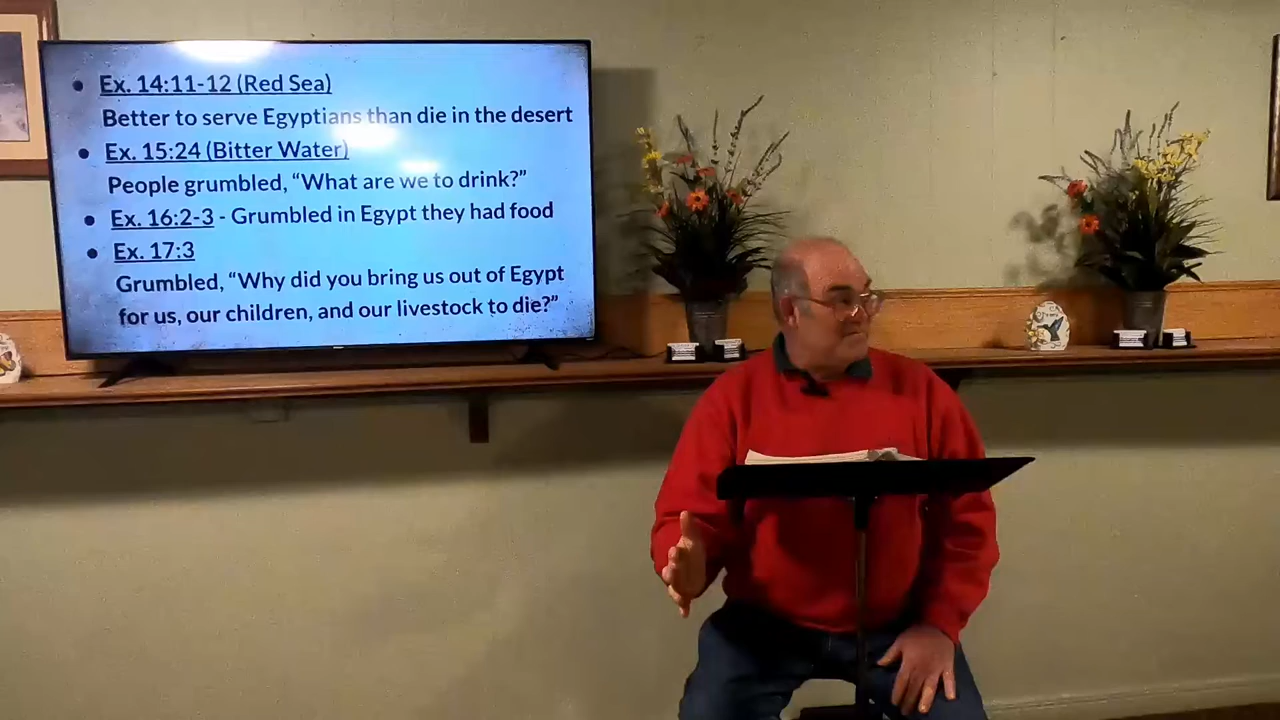 • Ex. 14:11-12 (Red Sea)
Better to serve Egyptians than die in the desert
• Ex. 15:24 (Bitter Water)
People grumbled, “What are we to drink?”
• Ex. 16:2-3 - Grumbled in Egypt they had food
• Ex. 17:3
Grumbled, “Why did you bring us out of Egypt
for us, our children, and our livestock to die?”